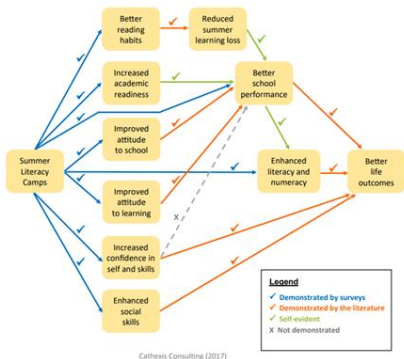 Better
reading
habits
Reduced
summer
learning loss
Increased
academic
readiness
Better
school
performance
Improved
attitude
to school
Summer
Literacy
Camps
Enhanced
literacy and
numeracy
Better
life
outcomes
Improved
attitude
to learning
X
Increased
confidence in
self and skills
Enhanced
social
skills
Legend
✓ Demonstrated by surveys
✓ Demonstrated by the literature
✓ Self-evident
X Not demonstrated
Cathexis Consulting (2017)